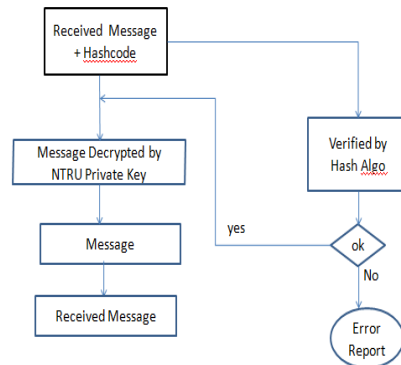 Received Message
+ Hashcode
Message Decrypted by
NTRU Private Key
Message
Received Message
Verified by
Hash Algo
ok
yes
No
Error
Report